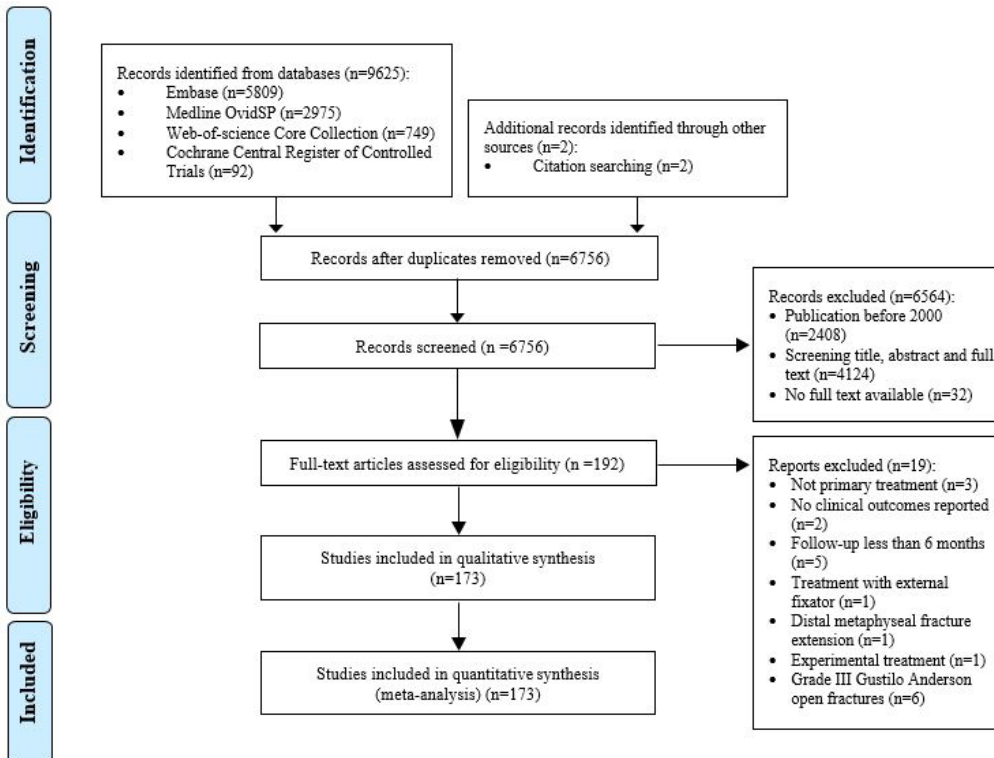 Identification
Records identified from databases (n=9625):
• Embase (n=5809)
• Medline OvidSP (n=2975)
• Web-of-science Core Collection (n=749)
• Cochrane Central Register of Controlled
Trials (n=92)
Additional records identified through other
sources (n=2):
• Citation searching (n=2)
Screening
Records after duplicates removed (n=6756)
Records screened (n =6756)
Records excluded (n=6564):
• Publication before 2000
(n=2408)
• Screening title, abstract and full
text (n=4124)
• No full text available (n=32)
Eligibility
Full-text articles assessed for eligibility (n =192)
Reports excluded (n=19):
• Not primary treatment (n=3)
• No clinical outcomes reported
(n=2)
• Follow-up less than 6 months
(n=5)
• Treatment with external
fixator (n=1)
• Distal metaphyseal fracture
extension (n=1)
• Experimental treatment (n=1)
• Grade III Gustilo Anderson
open fractures (n=6)
Studies included in qualitative synthesis
(n=173)
Included
Studies included in quantitative synthesis
(meta-analysis) (n=173)